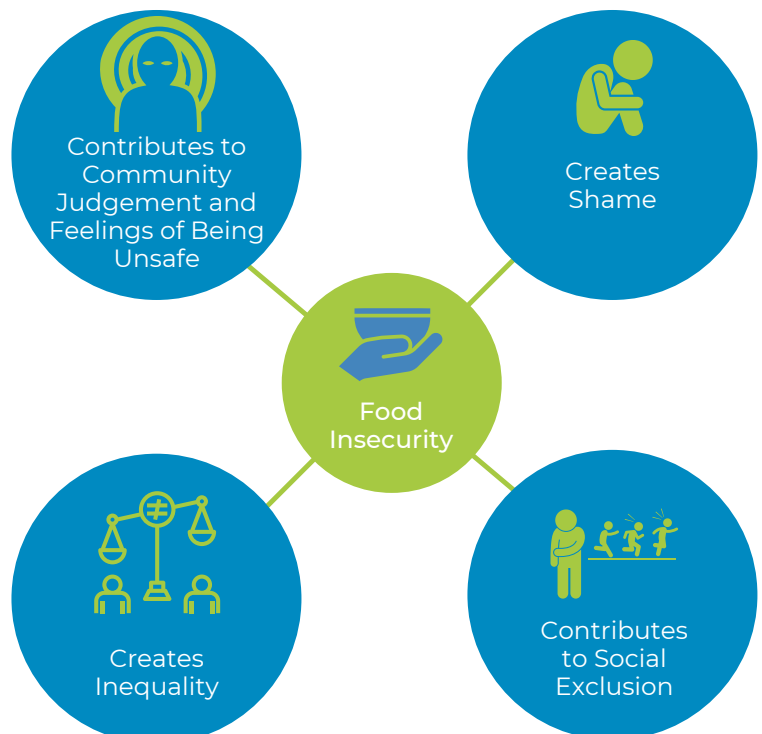 Contributes to
Community
Judgement and
Feelings of Being
Unsafe
Creates
Shame
Food
Insecurity
Creates
Inequality
Contributes
to Social
Exclusion